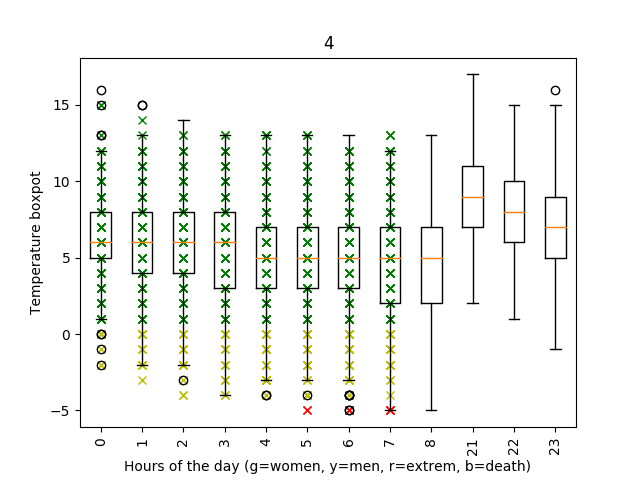 4
Temperature boxpot
15
10
5
0
−5
0 1 2 3 4 5 6 7 8 21 22 23
Hours of the day (g=women, y=men, r=extrem, b=death)